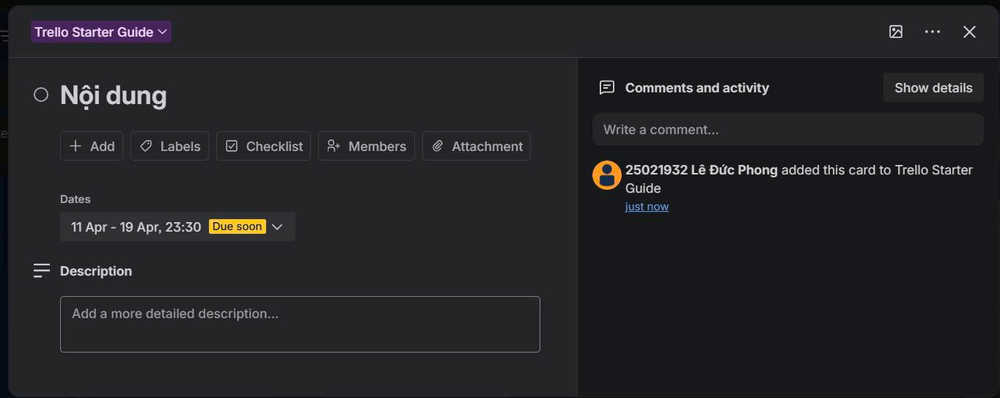 Trello Starter Guide
Nội dung
Add Labels Checklist Members Attachment
Dates
11 Apr - 19 Apr, 23:30 Due soon
Description
Add a more detailed description...
Comments and activity Show details
Write a comment...
25021932 Lê Đức Phong added this card to Trello Starter
Guide
just now